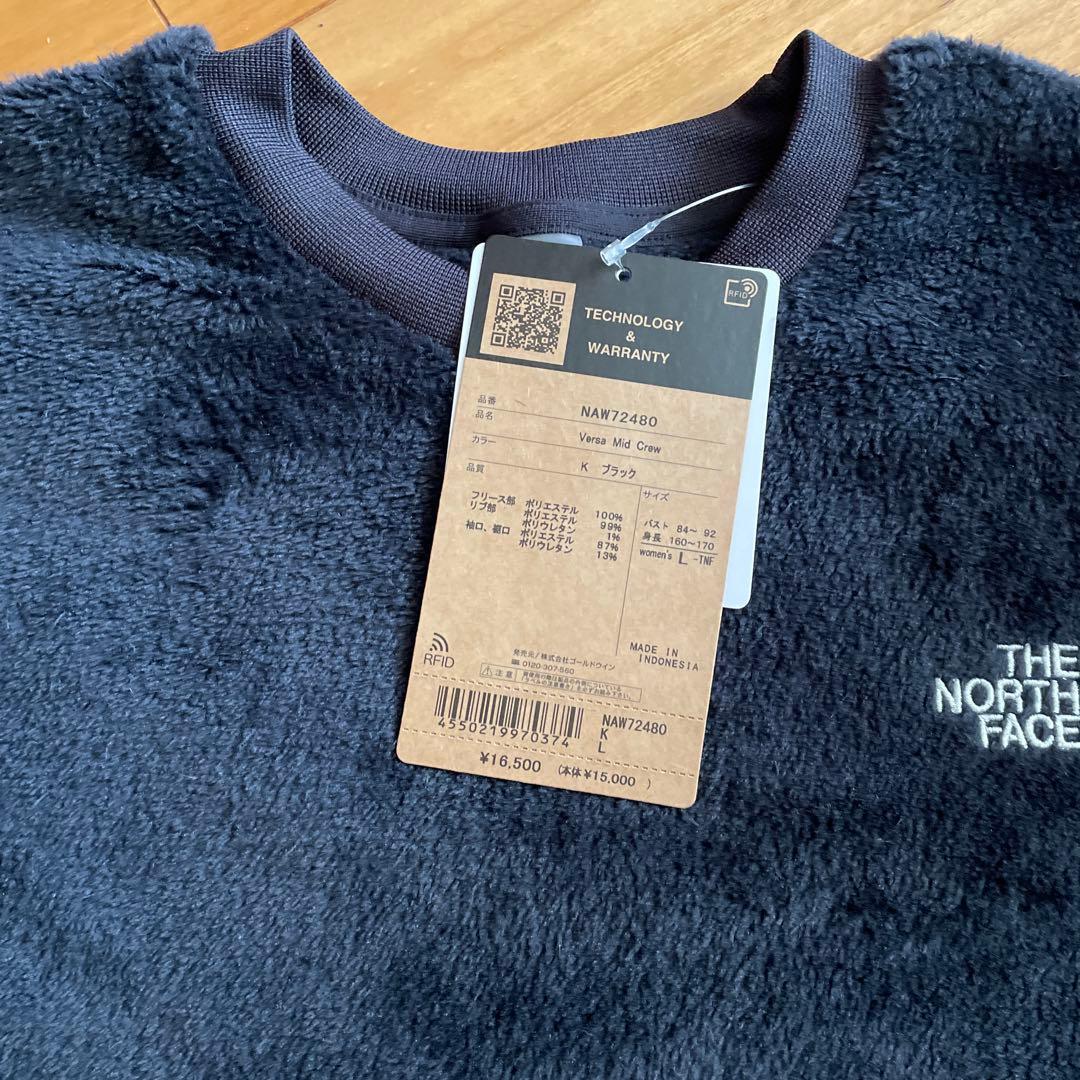 RFID
TECHNOLOGY
&
WARRANTY
品番 NAW72480
品名 Versa Mid Crew
カラー K ブラック
品質
フリース部 ポリエステル 100%
リブ部 ポリエステル 99%
ポリウレタン 1%
袖口、裾口 ポリエステル 87%
ポリウレタン 13%
サイズ
バスト 84~ 92
身長 160~170
women's L -TNF
MADE IN
INDONESIA
RFID
発売元/株式会社ゴールドウイン
0120-307-560
注意
4550219970374
NAW72480
K
L
¥16,500 (本体¥15,000 )
THE
NORTH
FACE